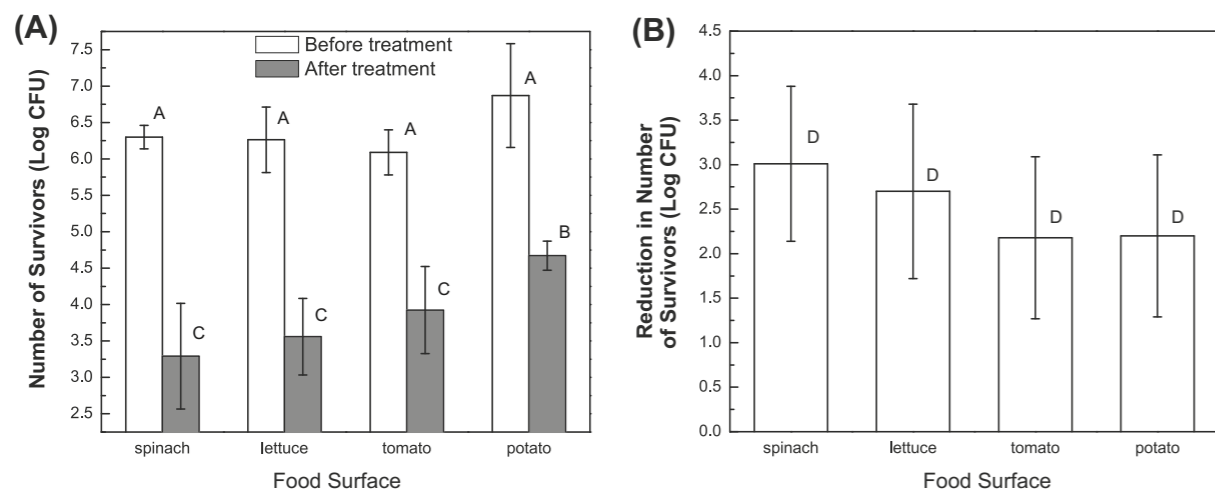 (A)
Number of Survivors (Log CFU)
7.5
7.0
6.5
6.0
5.5
5.0
4.5
4.0
3.5
3.0
2.5
Before treatment
After treatment
A
A
A
A
C
C
C
B
spinach
lettuce
tomato
potato
Food Surface
(B)
Reduction in Number
of Survivors (Log CFU)
4.5
4.0
3.5
3.0
2.5
2.0
1.5
1.0
0.5
0.0
D
D
D
D
spinach
lettuce
tomato
potato
Food Surface